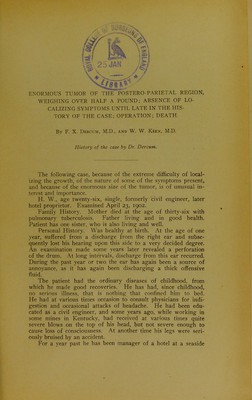 ROYAL COLLEGE OF SURGEONS OF ENGLAND
25 JAN
LIBRARY
ENORMOUS TUMOR OF THE POSTERO-PARIETAL REGION,
WEIGHING OVER HALF A POUND; ABSENCE OF LO-
CALIZING SYMPTOMS UNTIL LATE IN THE HIS-
TORY OF THE CASE; OPERATION; DEATH
BY F. X. DERCUM, M.D., AND W. W. KEEN, M.D.
History of the case by Dr. Dercum.
The following case, because of the extreme difficulty of local-
izing the growth, of the nature of some of the symptoms present,
and because of the enormous size of the tumor, is of unusual in-
terest and importance.
H. W., age twenty-six, single, formerly civil engineer, later
hotel proprietor. Examined April 23, 1902.
Family History. Mother died at the age of thirty-six with
pulmonary tuberculosis. Father living and in good health.
Patient has one sister, who is also living and well.
Personal History. Was healthy at birth. At the age of one
year, suffered from a discharge from the right ear and subse-
quently lost his hearing upon this side to a very decided degree.
An examination made some years later revealed a perforation
of the drum. At long intervals, discharge from this ear recurred.
During the past year or two the ear has again been a source of
annoyance, as it has again been discharging a thick offensive
fluid.
The patient had the ordinary diseases of childhood, from
which he made good recoveries. He has had, since childhood,
no serious illness, that is nothing that confined him to bed.
He had at various times occasion to consult physicians for indi-
gestion and occasional attacks of headache. He had been edu-
cated as a civil engineer, and some years ago, while working in
some mines in Kentucky, had received at various times quite
severe blows on the top of his head, but not severe enough to
cause loss of consciousness. At another time his legs were seri-
ously bruised by an accident.
For a year past he has been manager of a hotel at a seaside